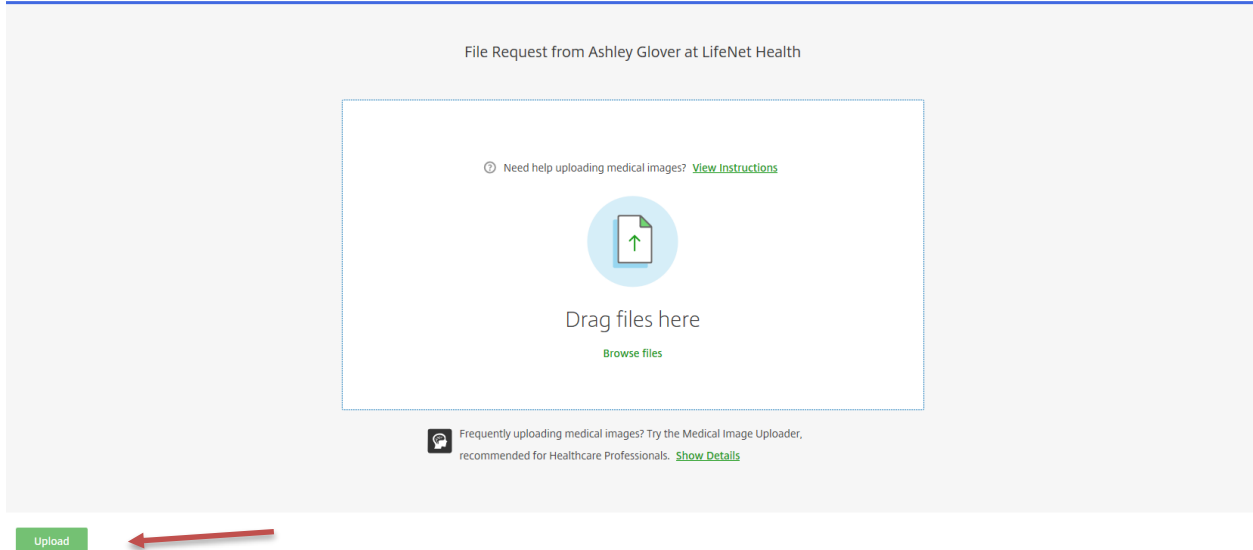 File Request from Ashley Glover at LifeNet Health
Need help uploading medical images? View Instructions
Drag files here
Browse files
Frequently uploading medical images? Try the Medical Image Uploader,
recommended for Healthcare Professionals. Show Details
Upload